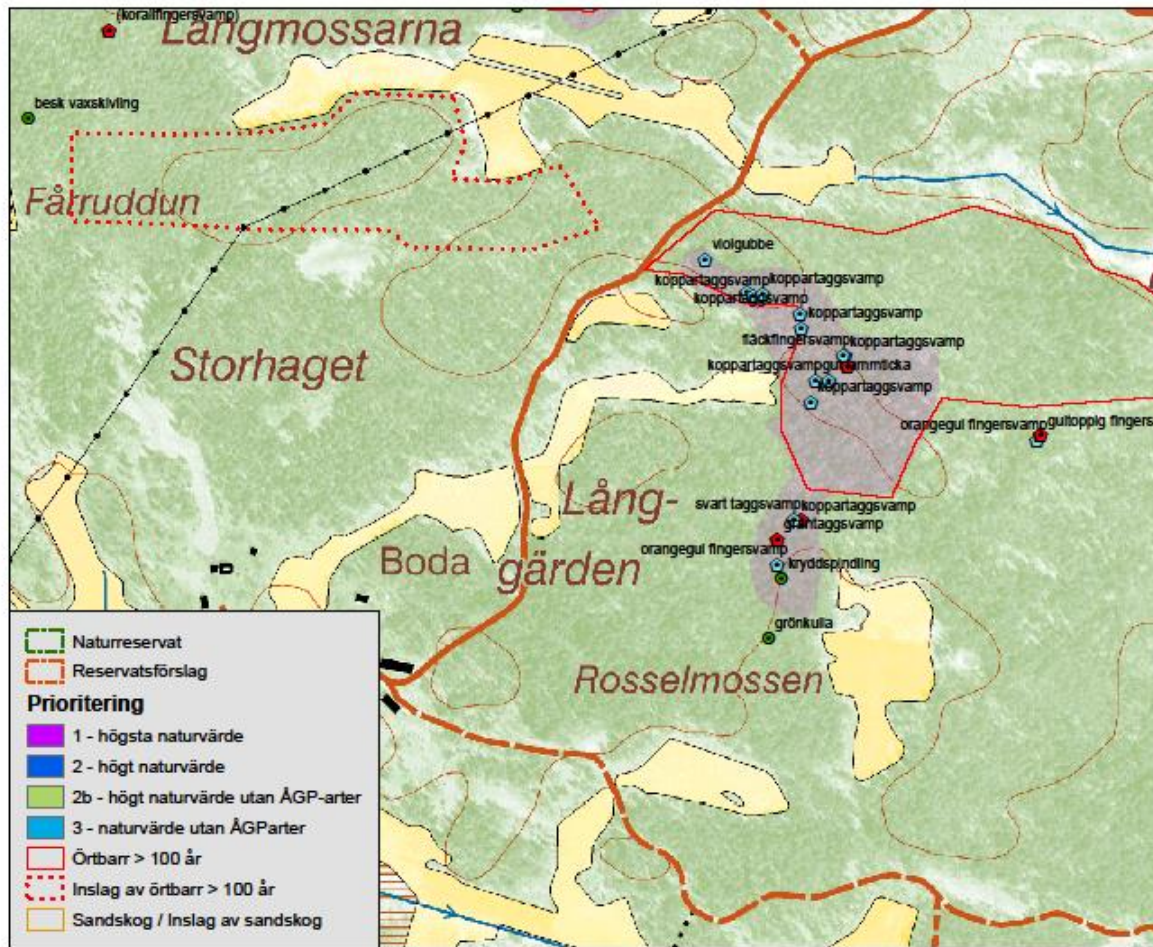 (korallfingersvamp)
Långmossarna
besk vaxskivling
Fårruddun
violgubbe
koppartaggsvamp
koppartaggsvamp
koppartaggsvamp
koppartaggsvamp
fläckfingersvamp
koppartaggsvamp
Storhaget
koppartaggsvamp
koppartaggsvamp
orangegul fingersvamp
gultoppig fingers
Lång-
svart taggsvamp
koppartaggsvamp
grantaggsvamp
Boda
gärden
orangegul fingersvamp
kryddspindling
grönkulla
Rosselmossen
Naturreservat
Reservatsförslag
Prioritering
1 - högsta naturvärde
2 - högt naturvärde
2b - högt naturvärde utan ÅGP-arter
3 - naturvärde utan ÅGParter
Örtbarr > 100 år
Inslag av örtbarr > 100 år
Sandskog / Inslag av sandskog